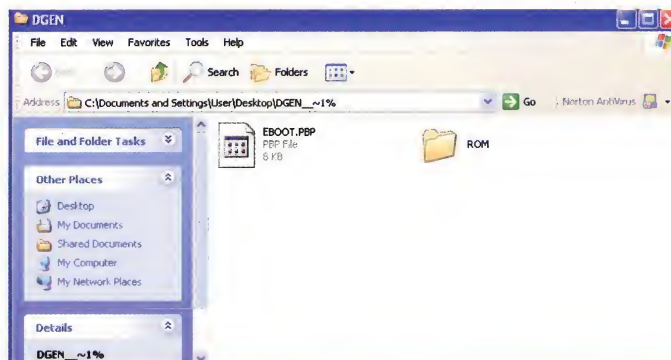 DGEN
File Edit View Favorites Tools Help
Search Folders
Address C:\Documents and Settings\User\Desktop\DGEN__~1% Go Norton AntiVirus
File and Folder Tasks
EBOOT.PBP
PBP File
8 KB
ROM
Other Places
Desktop
My Documents
Shared Documents
My Computer
My Network Places
Details
DGEN__~1%